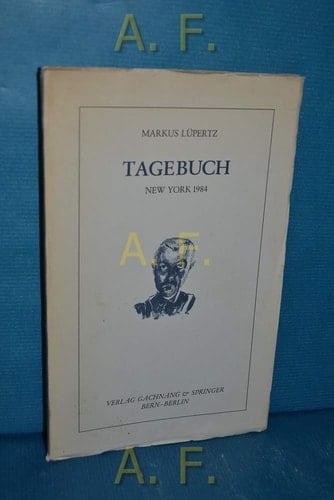 A. F.
MARKUS LÜPERTZ
TAGEBUCH
NEW YORK 1984
A. F.
VERLAG GACHNANG & SPRINGER
BERN–BERLIN
A. F.